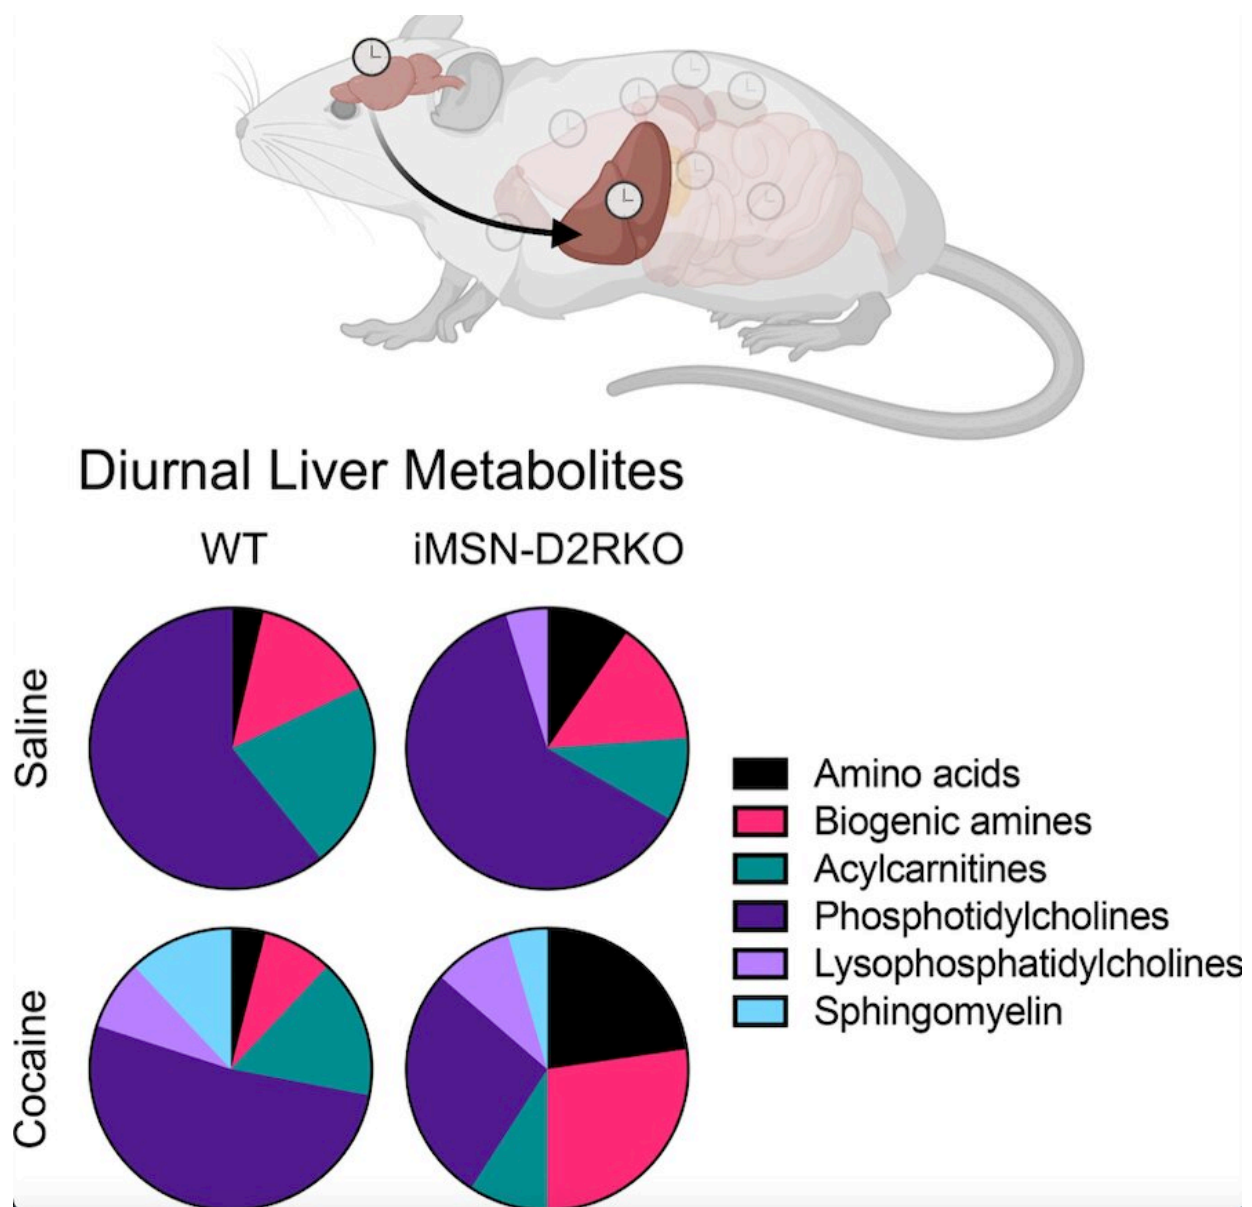 Diurnal Liver Metabolites
WT
iMSN-D2RKO
Saline
Cocaine
Amino acids
Biogenic amines
Acylcarnitines
Phosphotidylcholines
Lysophosphatidylcholines
Sphingomyelin